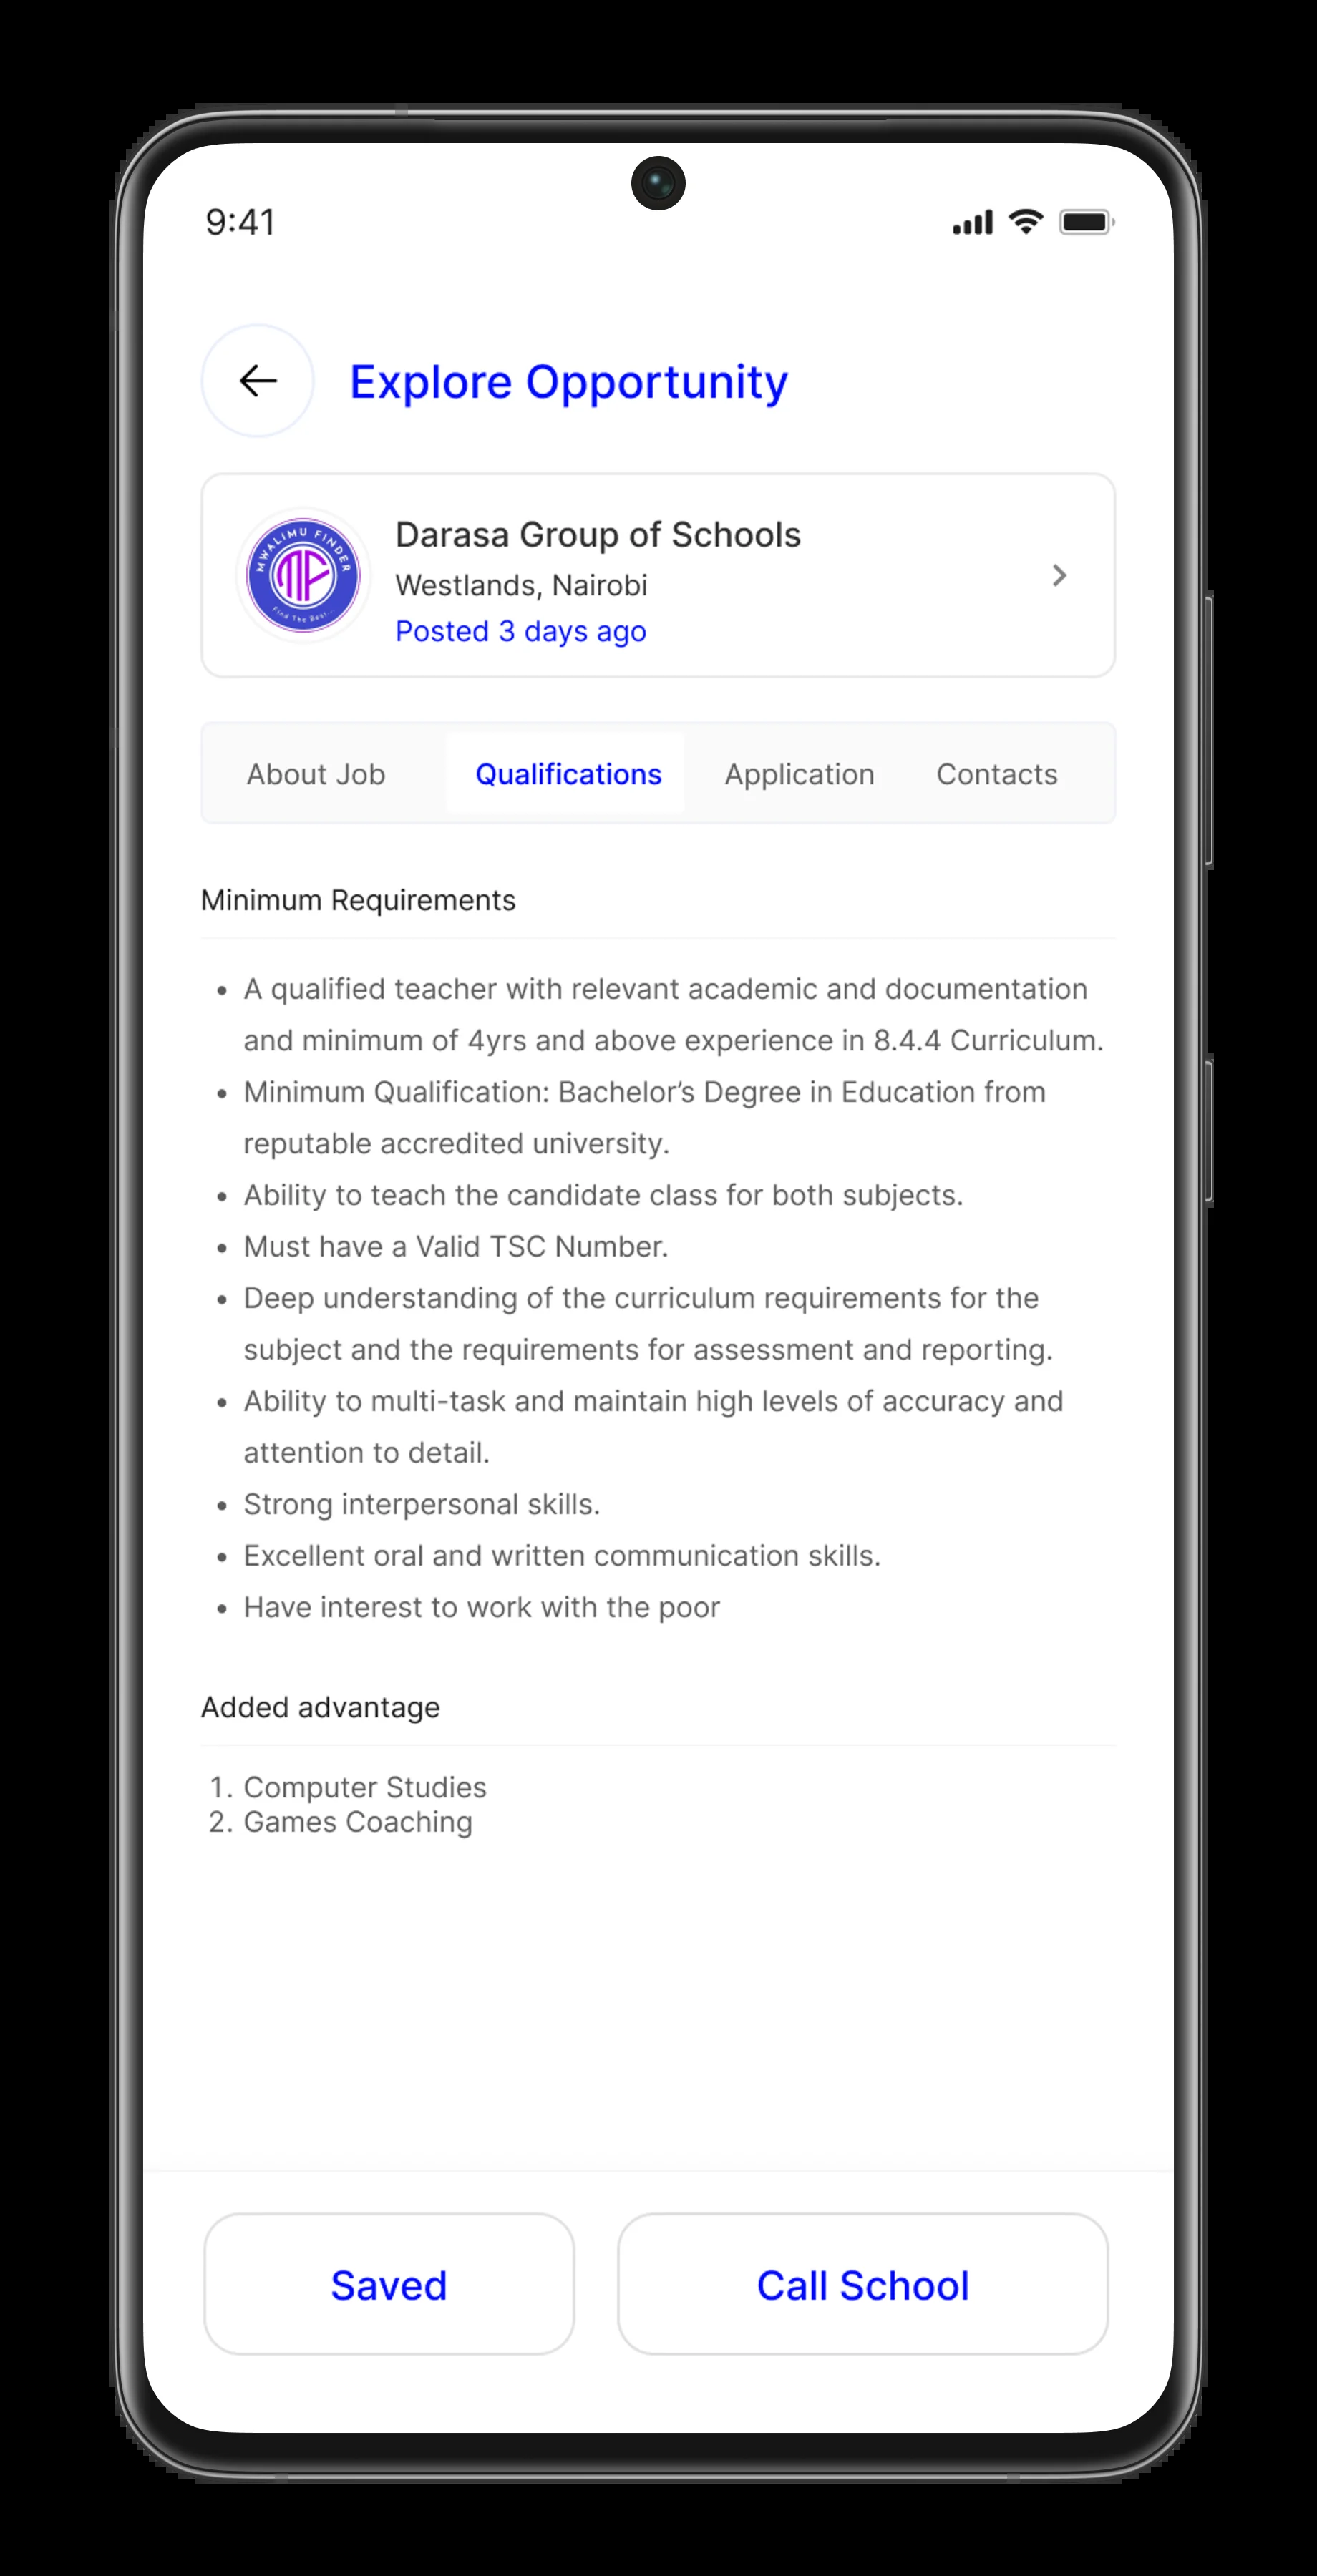 9:41
Explore Opportunity
MWALIMU FINDER
MF
Find The Best...
Darasa Group of Schools
Westlands, Nairobi
Posted 3 days ago
About Job
Qualifications
Application
Contacts
Minimum Requirements
• A qualified teacher with relevant academic and documentation
and minimum of 4yrs and above experience in 8.4.4 Curriculum.
• Minimum Qualification: Bachelor’s Degree in Education from
reputable accredited university.
• Ability to teach the candidate class for both subjects.
• Must have a Valid TSC Number.
• Deep understanding of the curriculum requirements for the
subject and the requirements for assessment and reporting.
• Ability to multi-task and maintain high levels of accuracy and
attention to detail.
• Strong interpersonal skills.
• Excellent oral and written communication skills.
• Have interest to work with the poor
Added advantage
1. Computer Studies
2. Games Coaching
Saved
Call School